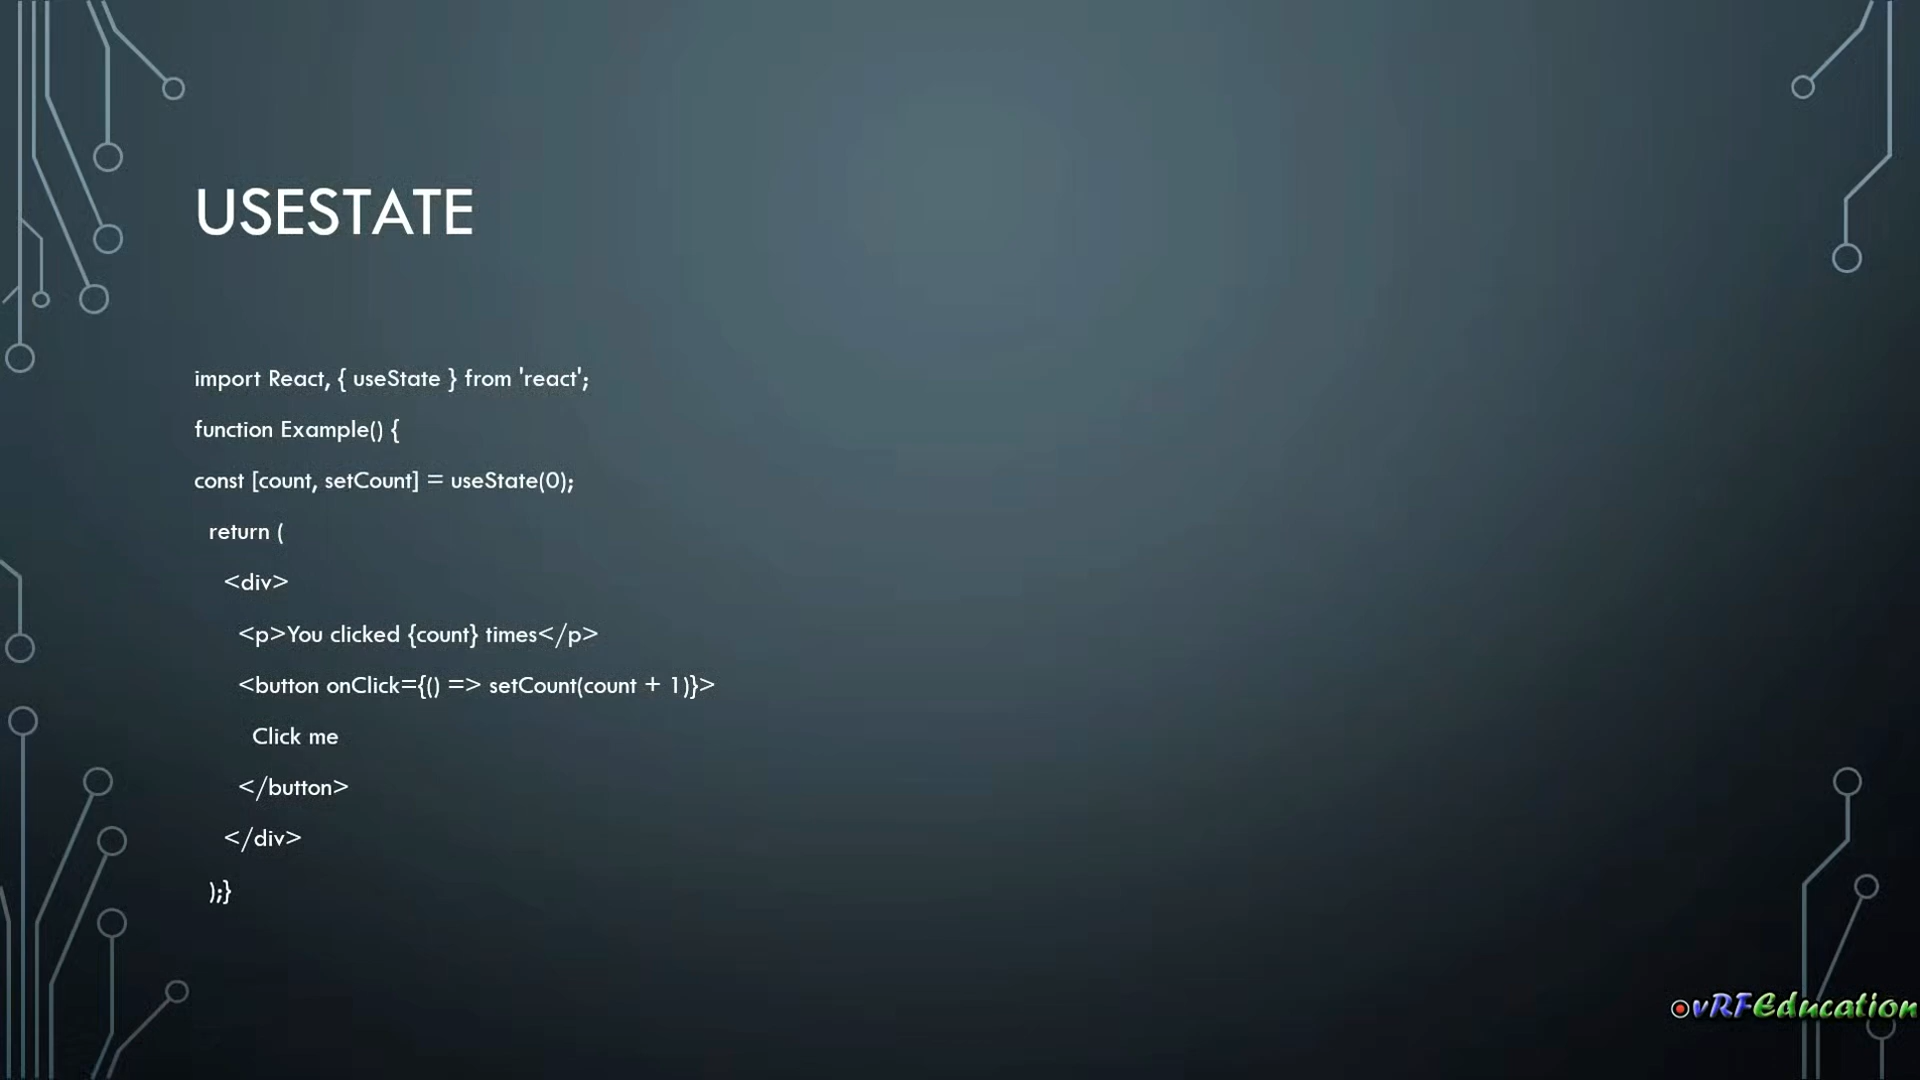 USESTATE
import React, { useState } from 'react';
function Example() {
const [count, setCount] = useState(0);
return (
<div>
<p>You clicked {count} times</p>
<button onClick={() => setCount(count + 1)}>
Click me
</button>
</div>
);}
vRFEducation